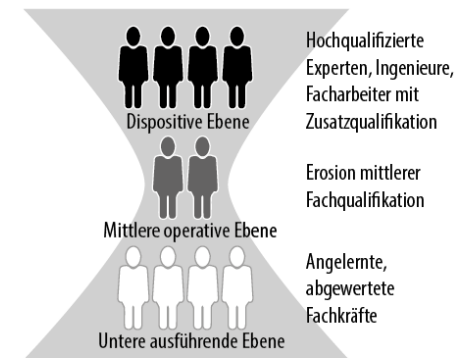 Hochqualifizierte
Experten, Ingenieure,
Facharbeiter mit
Zusatzqualifikation
Dispositive Ebene
Erosion mittlerer
Fachqualifikation
Mittlere operative Ebene
Angelernte,
abgewertete
Fachkräfte
Untere ausführende Ebene